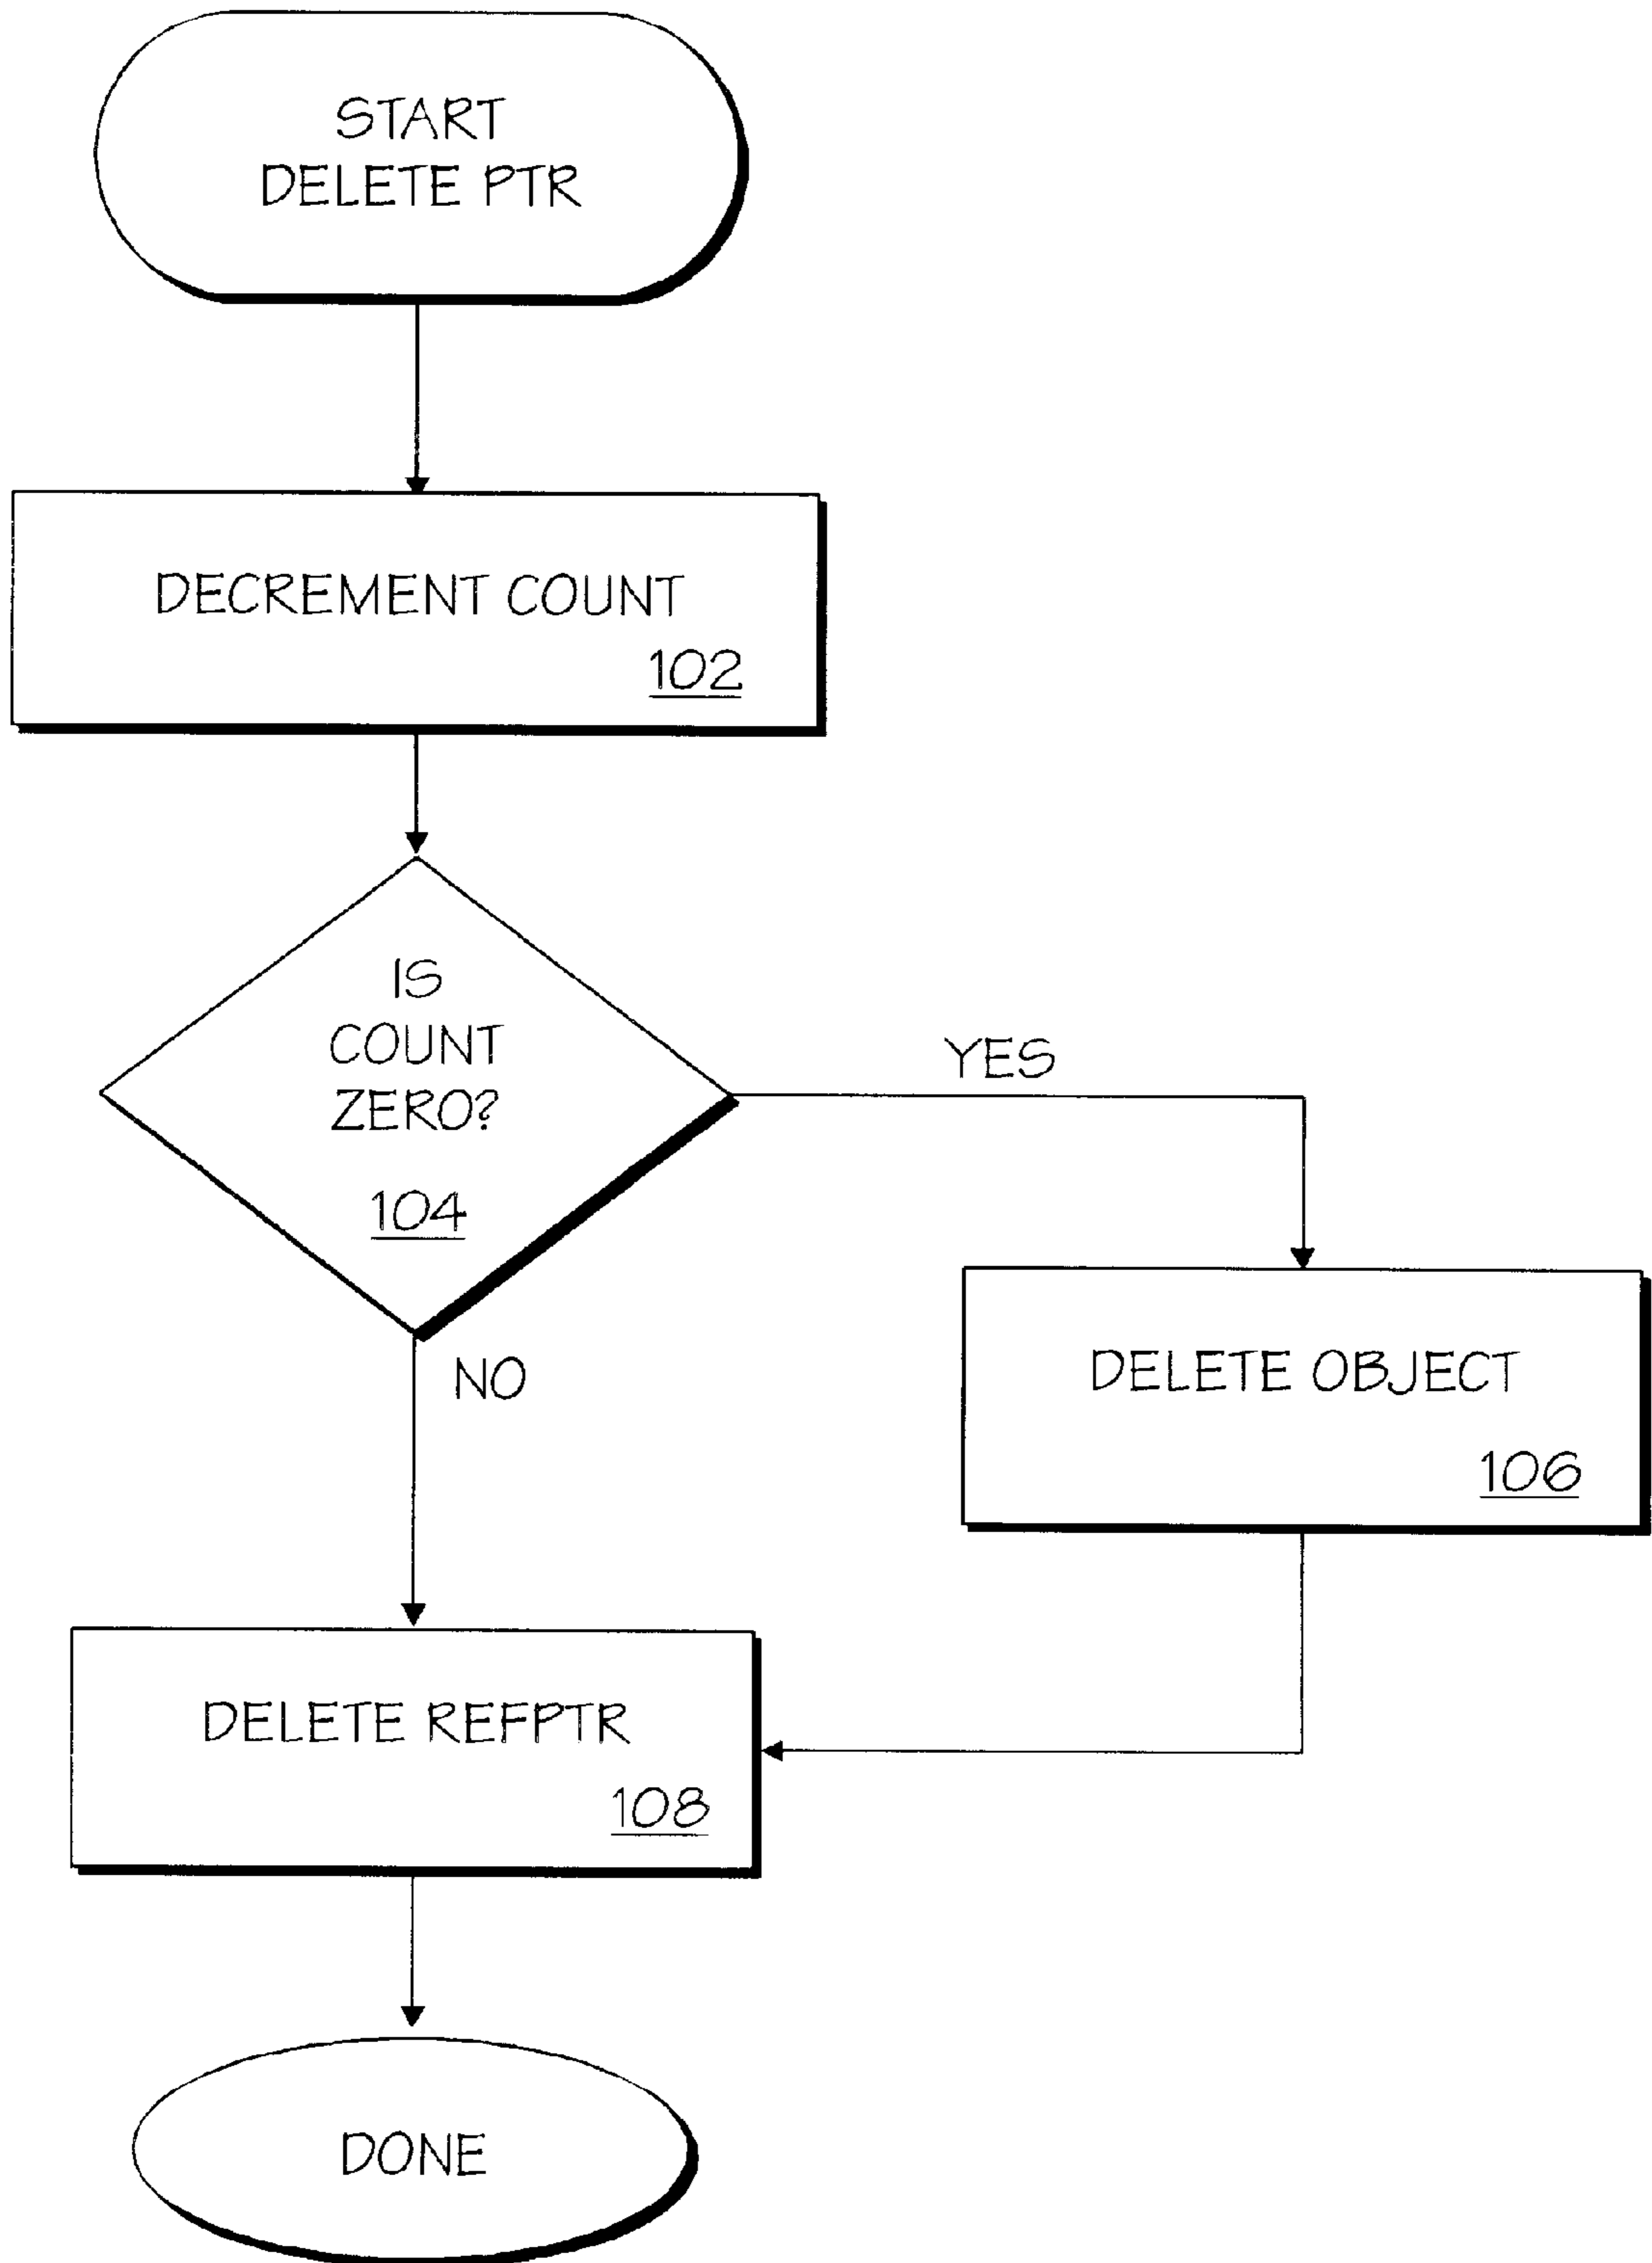 START
DELETE PTR
DECREMENT COUNT
102
IS
COUNT
ZERO?
104
YES
NO
DELETE OBJECT
106
DELETE REFPTR
108
DONE